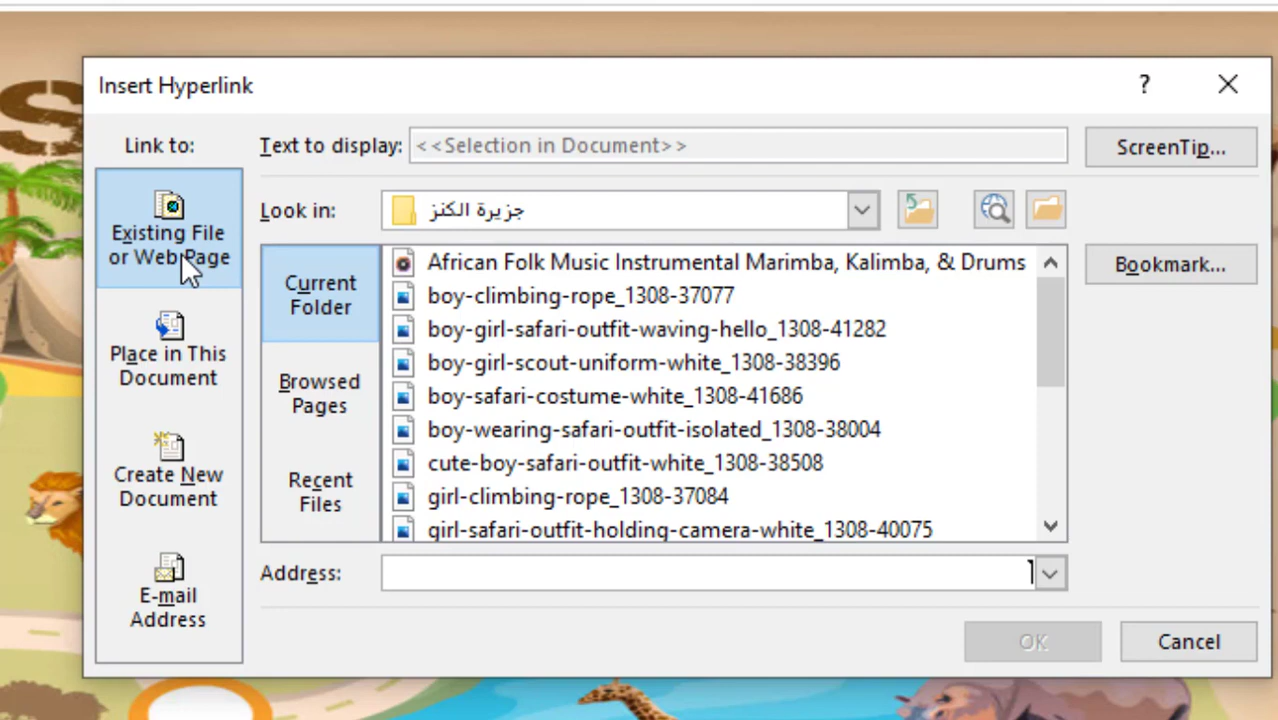 S
Insert Hyperlink
?
Link to:
Text to display: <<Selection in Document>>
ScreenTip...
Existing File
or Web Page
Look in: جزيرة الكنز
Current
Folder
African Folk Music Instrumental Marimba, Kalimba, & Drums
Bookmark...
boy-climbing-rope_1308-37077
boy-girl-safari-outfit-waving-hello_1308-41282
Place in This
Document
boy-girl-scout-uniform-white_1308-38396
Browsed
Pages
boy-safari-costume-white_1308-41686
boy-wearing-safari-outfit-isolated_1308-38004
Create New
Document
cute-boy-safari-outfit-white_1308-38508
Recent
Files
girl-climbing-rope_1308-37084
girl-safari-outfit-holding-camera-white_1308-40075
E-mail
Address
Address:
OK
Cancel